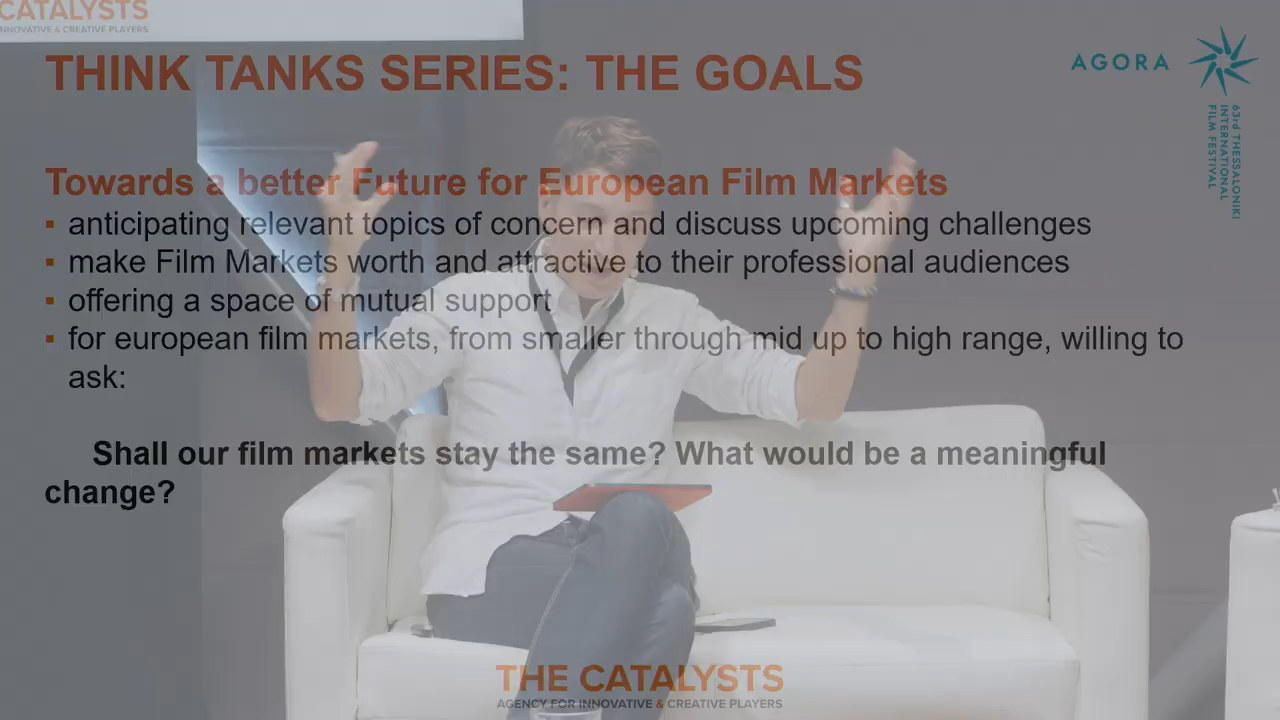 CATALYSTS
INNOVATIVE & CREATIVE PLAYERS
THINK TANKS SERIES: THE GOALS
AGORA
63rd THESSALONIKI
INTERNATIONAL
FILM FESTIVAL
Towards a better Future for European Film Markets
▪ anticipating relevant topics of concern and discuss upcoming challenges
▪ make Film Markets worth and attractive to their professional audiences
▪ offering a space of mutual support
▪ for european film markets, from smaller through mid up to high range, willing to
ask:
Shall our film markets stay the same? What would be a meaningful
change?
THE CATALYSTS
AGENCY FOR INNOVATIVE & CREATIVE PLAYERS